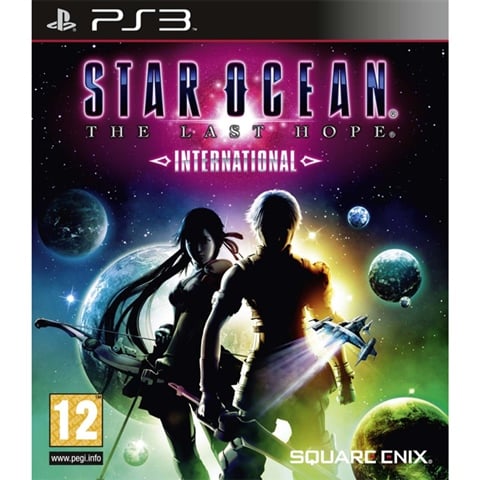 PS3
STAR OCEAN®
THE LAST HOPE®
INTERNATIONAL
12
www.pegi.info
SQUARE ENIX®